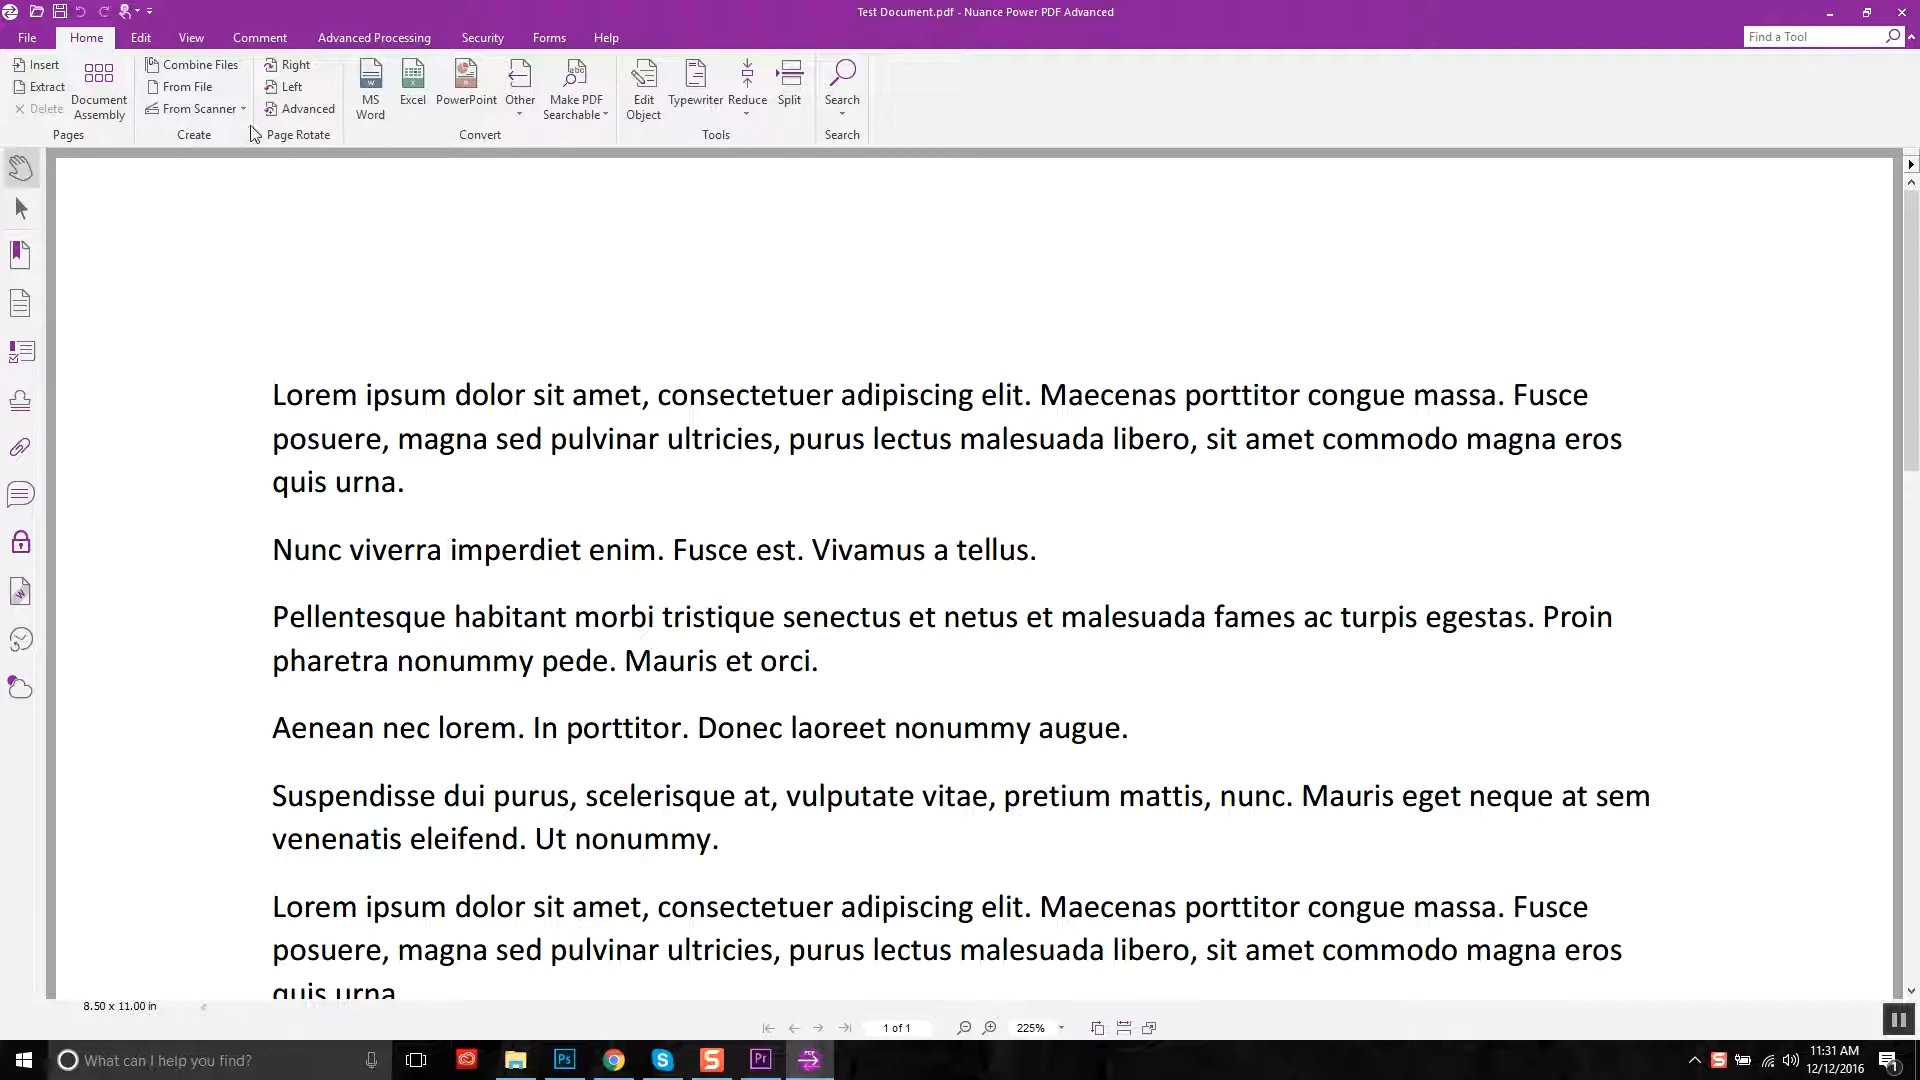 Test Document.pdf - Nuance Power PDF Advanced
File Home Edit View Comment Advanced Processing Security Forms Help
Find a Tool
Insert
Extract
Delete
Document Assembly
Pages
Combine Files
From File
From Scanner
Create
Right
Left
Advanced
Page Rotate
MS Word
Excel
PowerPoint
Other
Make PDF Searchable
Convert
Edit Object
Typewriter
Reduce
Split
Tools
Search
Search
Lorem ipsum dolor sit amet, consectetuer adipiscing elit. Maecenas porttitor congue massa. Fusce
posuere, magna sed pulvinar ultricies, purus lectus malesuada libero, sit amet commodo magna eros
quis urna.
Nunc viverra imperdiet enim. Fusce est. Vivamus a tellus.
Pellentesque habitant morbi tristique senectus et netus et malesuada fames ac turpis egestas. Proin
pharetra nonummy pede. Mauris et orci.
Aenean nec lorem. In porttitor. Donec laoreet nonummy augue.
Suspendisse dui purus, scelerisque at, vulputate vitae, pretium mattis, nunc. Mauris eget neque at sem
venenatis eleifend. Ut nonummy.
Lorem ipsum dolor sit amet, consectetuer adipiscing elit. Maecenas porttitor congue massa. Fusce
posuere, magna sed pulvinar ultricies, purus lectus malesuada libero, sit amet commodo magna eros
quis urna
8.50 x 11.00 in
1 of 1
225%
What can I help you find?
Ps
Pr
11:31 AM
12/12/2016
1